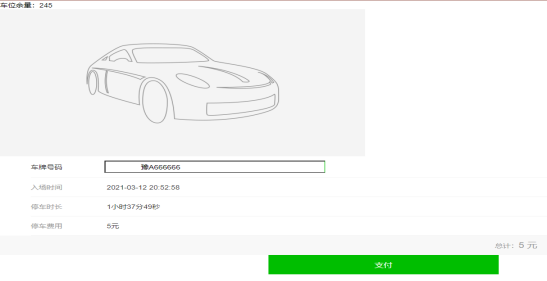 车位余量：245
车牌号码 豫A666666
入场时间 2021-03-12 20:52:58
停车时长 1小时37分49秒
停车费用 5元
总计：5 元
支付